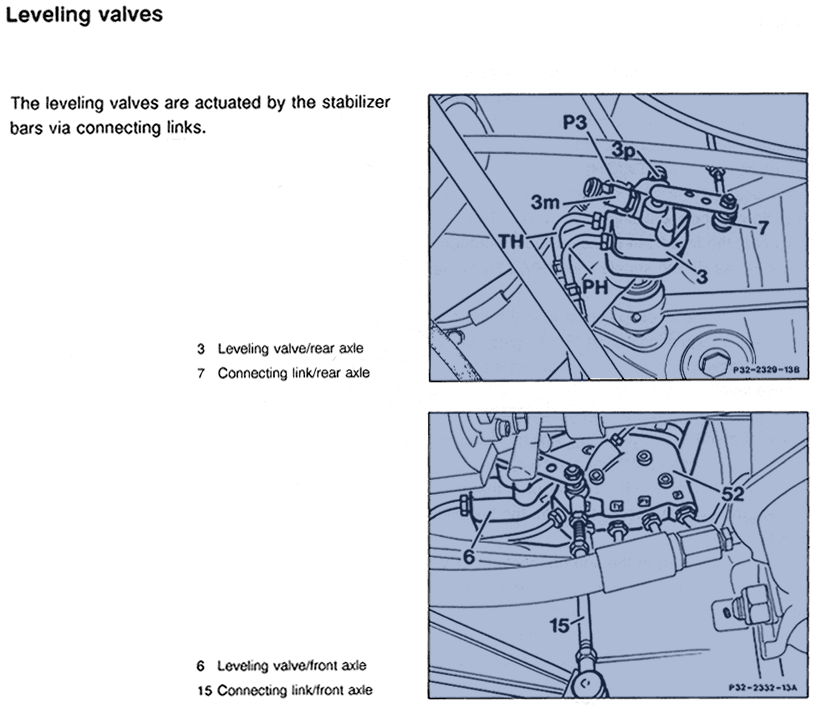 Leveling valves
The leveling valves are actuated by the stabilizer
bars via connecting links.
P3
3p
3m
7
TH
3
PH
P32-2329-13B
3 Leveling valve/rear axle
7 Connecting link/rear axle
52
6
15
P32-2332-13A
6 Leveling valve/front axle
15 Connecting link/front axle